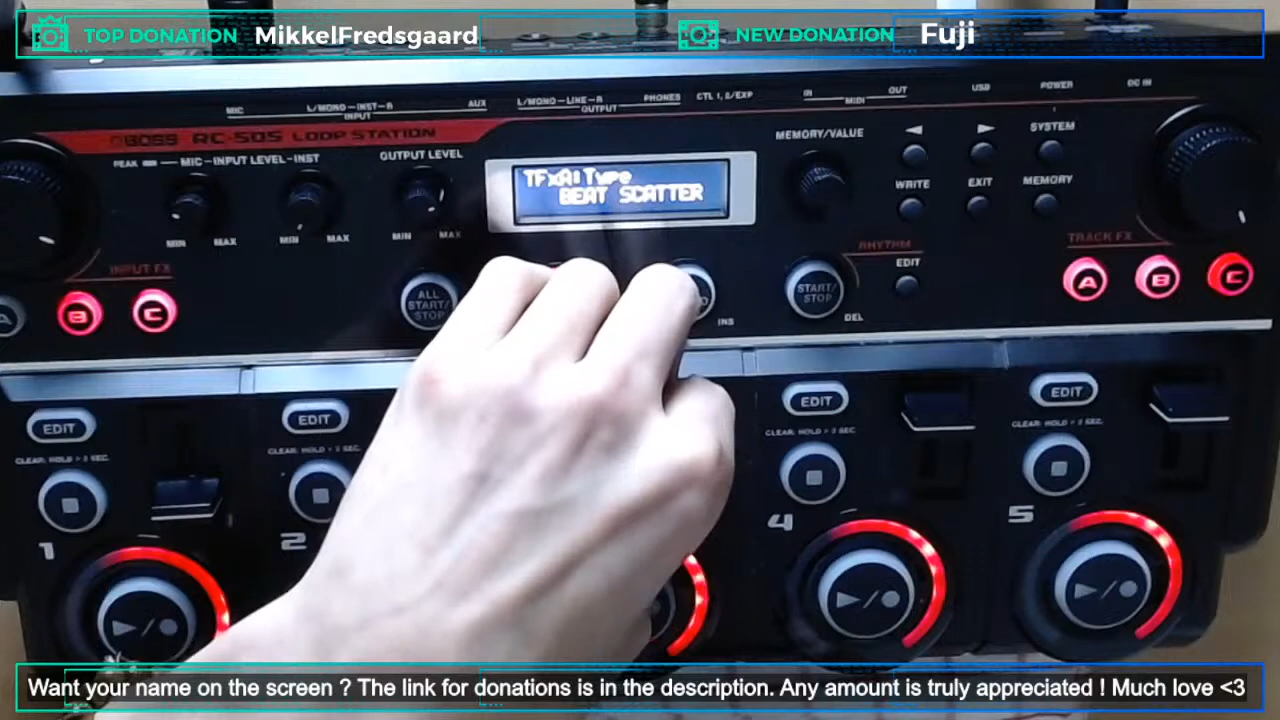 TOP DONATION MikkelFredsgaard
NEW DONATION Fuji
MIC L/MONO-INST-R AUX L/MONO-LINE-R PHONES CTL 1, 2/EXP IN OUT USB POWER DC IN
INPUT OUTPUT MIDI
BOSS RC-505 LOOP STATION
MEMORY/VALUE ◄ ► SYSTEM
PEAK MIC-INPUT LEVEL-INST OUTPUT LEVEL
TFxA:Type
BEAT SCATTER
WRITE EXIT MEMORY
MIN MAX MIN MAX MIN MAX
INPUT FX
RHYTHM
TRACK FX
EDIT
A B C
ALL START/ STOP
START/ STOP
A B C
INS
DEL
EDIT EDIT EDIT EDIT
CLEAR: HOLD > 2 SEC. CLEAR: HOLD > 2 SEC. CLEAR: HOLD > 2 SEC. CLEAR: HOLD > 2 SEC.
1 2 4 5
Want your name on the screen ? The link for donations is in the description. Any amount is truly appreciated ! Much love <3